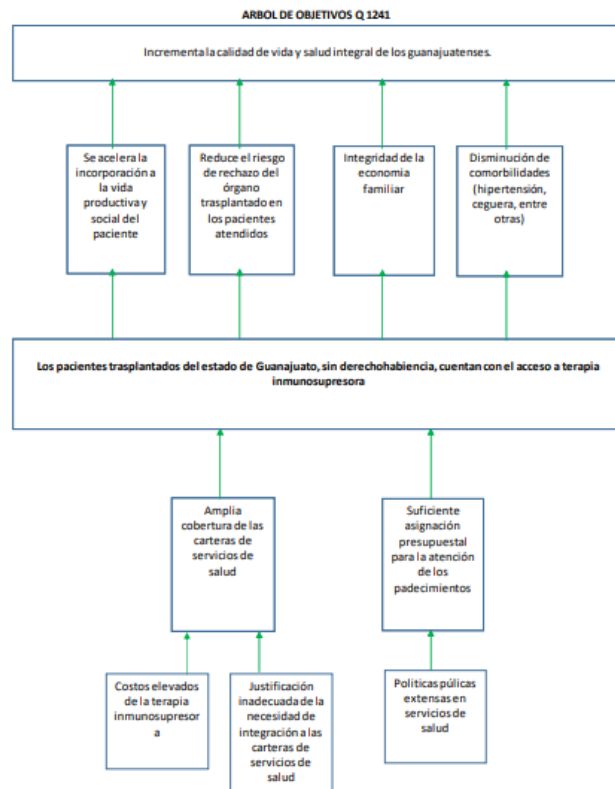 ARBOL DE OBJETIVOS Q 1241
Incrementa la calidad de vida y salud integral de los guanajuatenses.
Se acelera la
incorporación a
la vida
productiva y
social del
paciente
Reduce el riesgo
de rechazo del
órgano
trasplantado en
los pacientes
atendidos
Integridad de la
economia
familiar
Disminución de
comorbilidades
(hipertensión,
ceguera, entre
otras)
Los pacientes trasplantados del estado de Guanajuato, sin derechohabiencia, cuentan con el acceso a terapia
inmunosupresora
Amplia
cobertura de las
carteras de
servicios de
salud
Suficiente
asignación
presupuestal
para la atención
de los
padecimientos
Costos elevados
de la terapia
inmunosupresor
a
Justificación
inadecuada de la
necesidad de
integración a las
carteras de
servicios de
salud
Politicas púlicas
extensas en
servicios de
salud